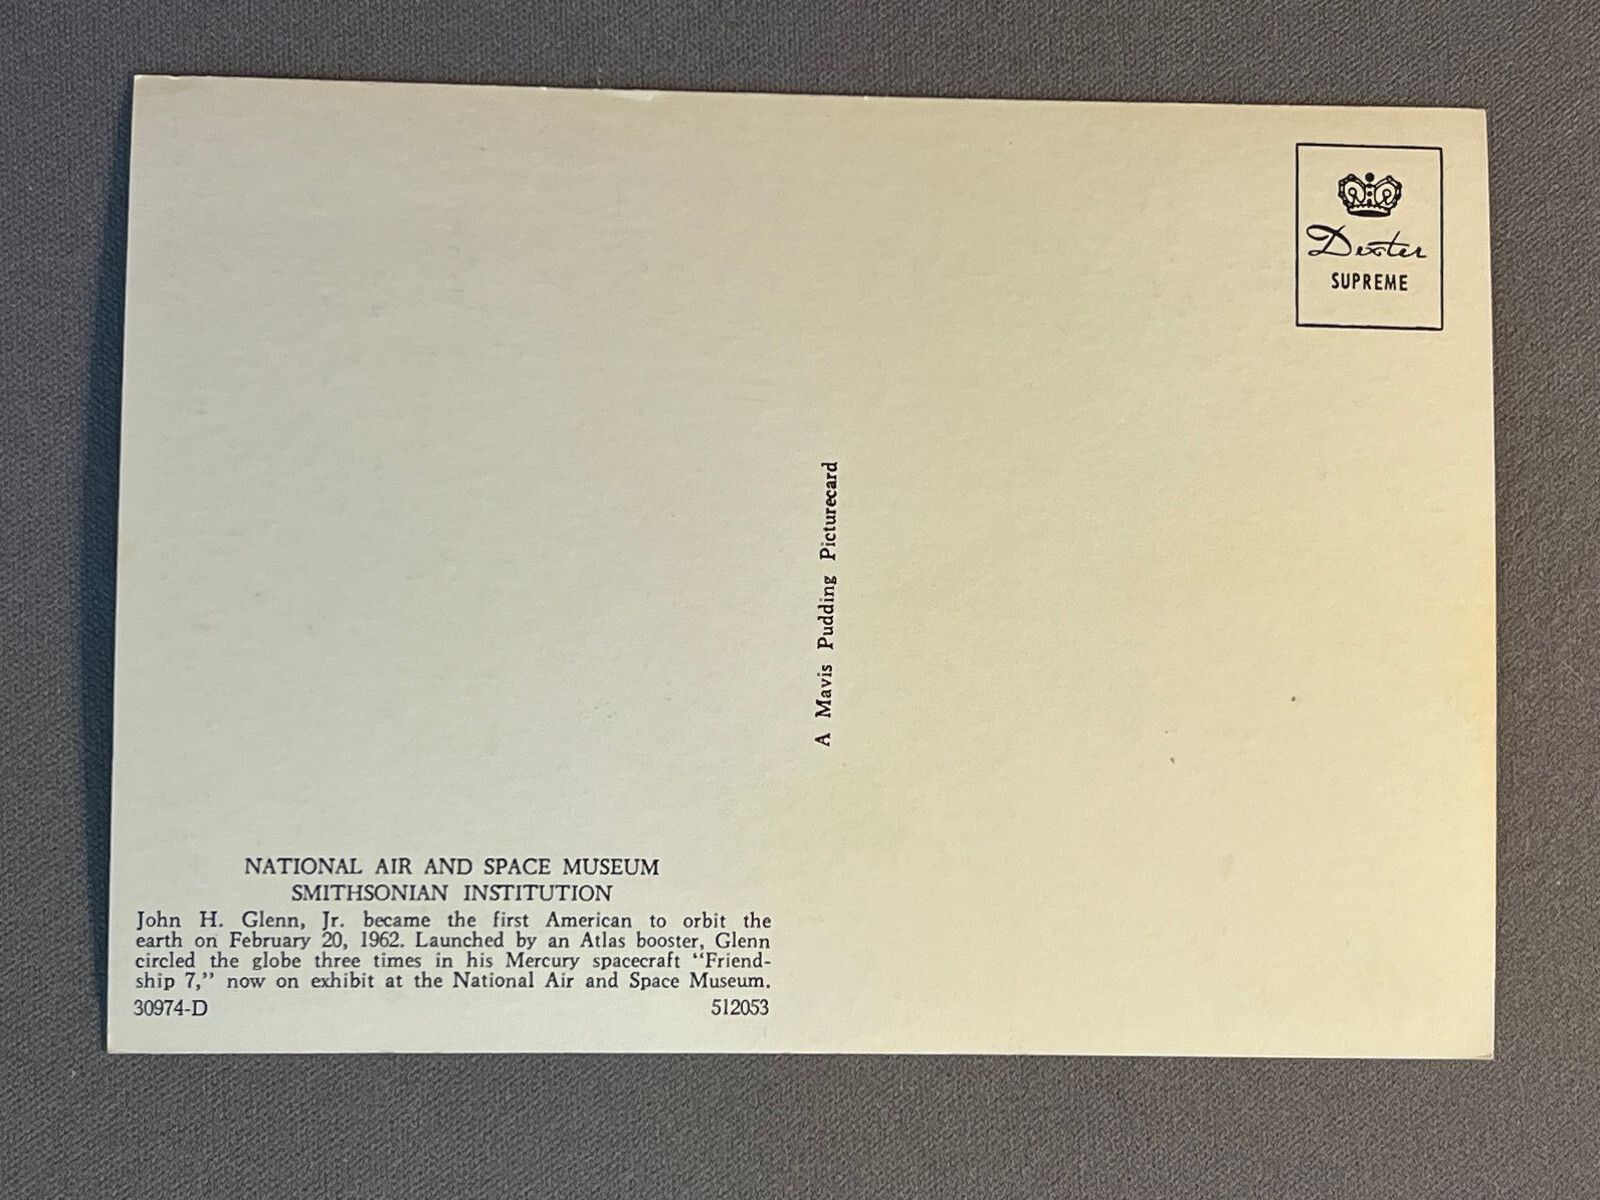 Dexter
SUPREME
A Mavis Pudding Picturecard
NATIONAL AIR AND SPACE MUSEUM
SMITHSONIAN INSTITUTION
John H. Glenn, Jr. became the first American to orbit the
earth on February 20, 1962. Launched by an Atlas booster, Glenn
circled the globe three times in his Mercury spacecraft “Friend-
ship 7,” now on exhibit at the National Air and Space Museum.
30974-D 512053